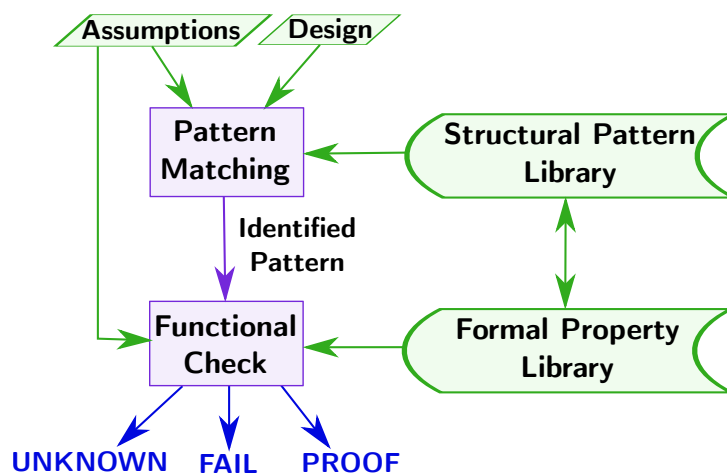 Assumptions
Design
Pattern
Matching
Structural Pattern
Library
Identified
Pattern
Functional
Check
Formal Property
Library
UNKNOWN
FAIL
PROOF